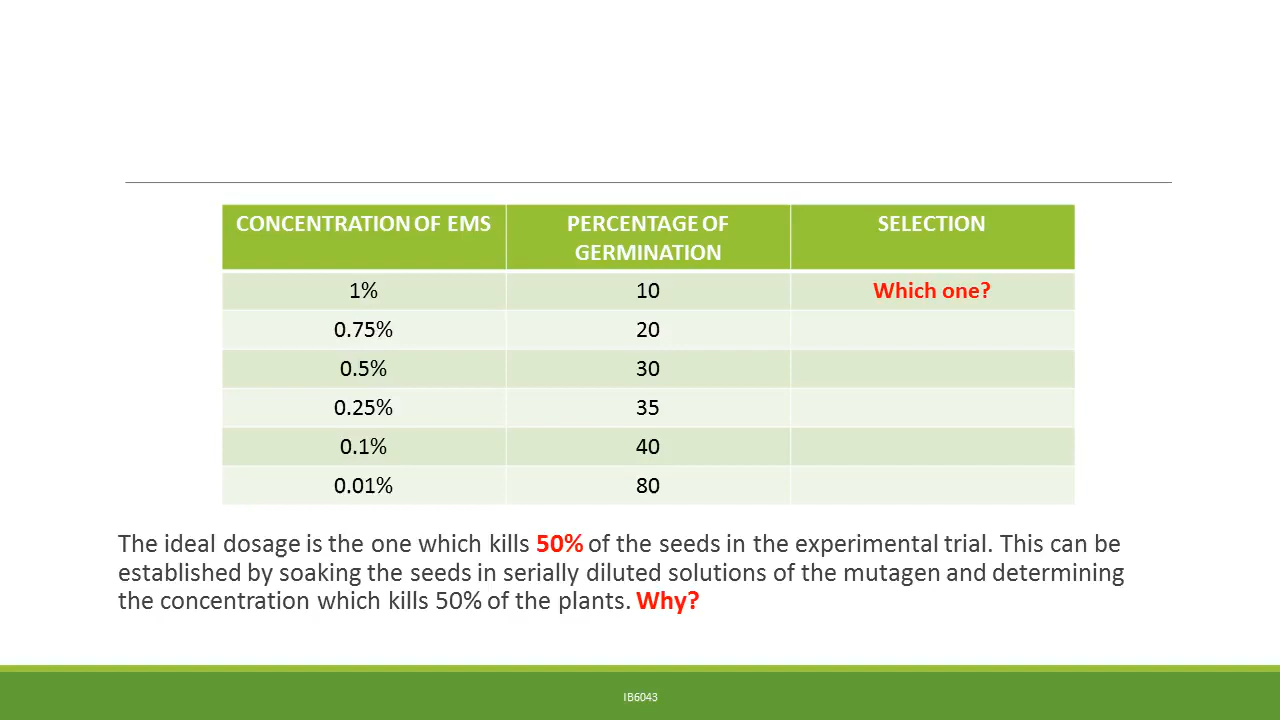 CONCENTRATION OF EMS PERCENTAGE OF GERMINATION SELECTION
1% 10 Which one?
0.75% 20
0.5% 30
0.25% 35
0.1% 40
0.01% 80
The ideal dosage is the one which kills 50% of the seeds in the experimental trial. This can be
established by soaking the seeds in serially diluted solutions of the mutagen and determining
the concentration which kills 50% of the plants. Why?
IB6043